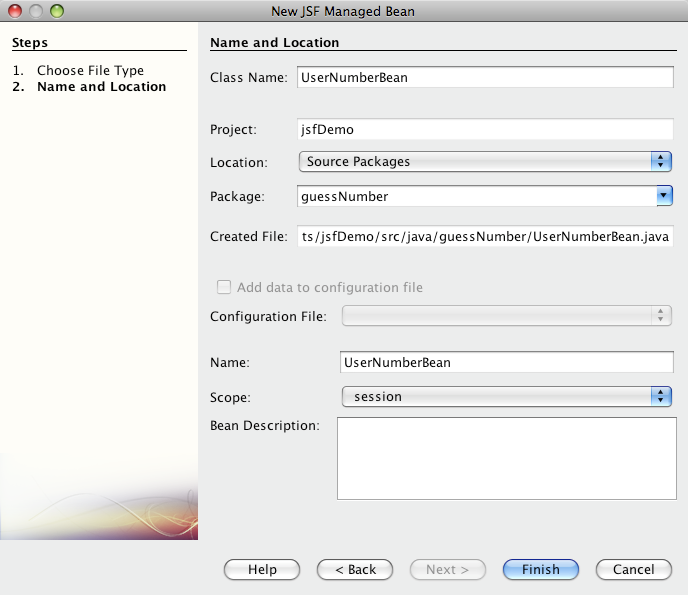 New JSF Managed Bean
Steps
1. Choose File Type
2. Name and Location
Name and Location
Class Name: UserNumberBean
Project: jsfDemo
Location: Source Packages
Package: guessNumber
Created File: ts/jsfDemo/src/java/guessNumber/UserNumberBean.java
Add data to configuration file
Configuration File:
Name: UserNumberBean
Scope: session
Bean Description:
Help < Back Next > Finish Cancel